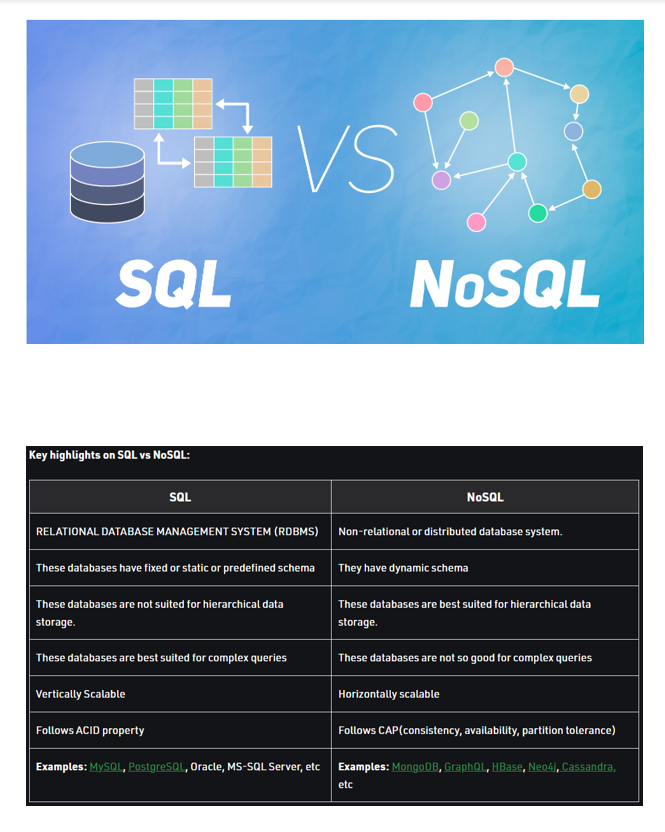 VS
SQL
NoSQL
Key highlights on SQL vs NoSQL:
SQL
NoSQL
RELATIONAL DATABASE MANAGEMENT SYSTEM (RDBMS)
Non-relational or distributed database system.
These databases have fixed or static or predefined schema
They have dynamic schema
These databases are not suited for hierarchical data
storage.
These databases are best suited for hierarchical data
storage.
These databases are best suited for complex queries
These databases are not so good for complex queries
Vertically Scalable
Horizontally scalable
Follows ACID property
Follows CAP(consistency, availability, partition tolerance)
Examples: MySQL, PostgreSQL, Oracle, MS-SQL Server, etc
Examples: MongoDB, GraphQL, HBase, Neo4j, Cassandra,
etc